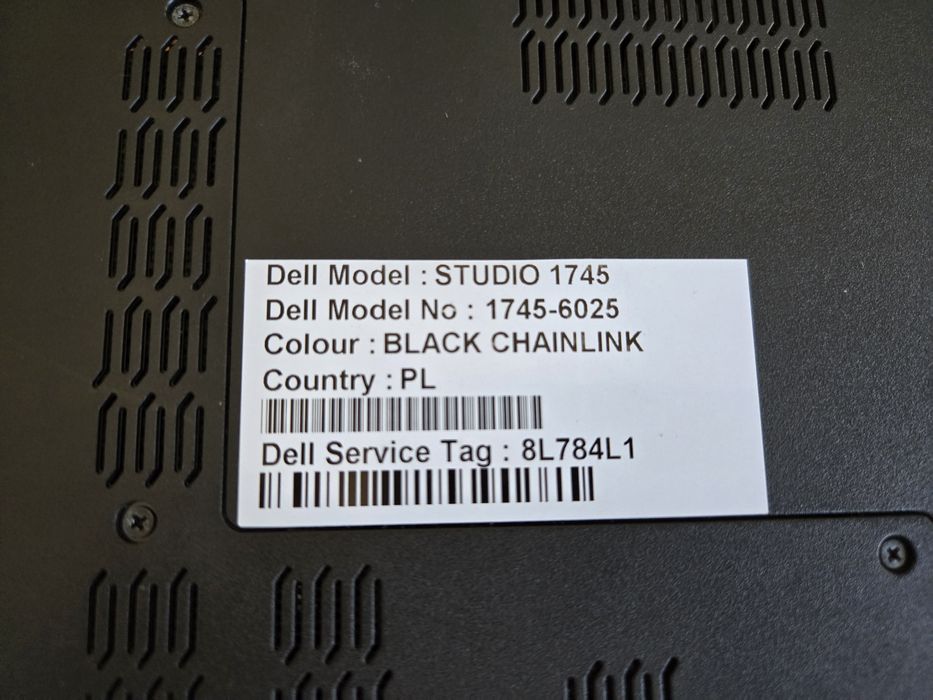 Dell Model : STUDIO 1745
Dell Model No : 1745-6025
Colour : BLACK CHAINLINK
Country : PL
Dell Service Tag : 8L784L1